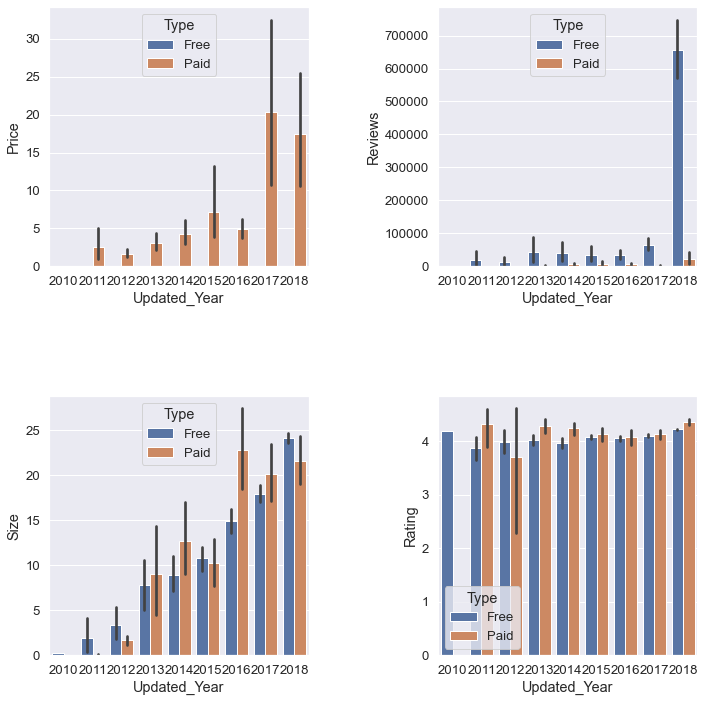 Type
Free
Paid
30
25
20
15
10
5
0
Price
2010 2011 2012 2013 2014 2015 2016 2017 2018
Updated_Year
Type
Free
Paid
700000
600000
500000
400000
300000
200000
100000
0
Reviews
2010 2011 2012 2013 2014 2015 2016 2017 2018
Updated_Year
Type
Free
Paid
25
20
15
10
5
0
Size
2010 2011 2012 2013 2014 2015 2016 2017 2018
Updated_Year
4
3
2
1
0
Rating
Type
Free
Paid
2010 2011 2012 2013 2014 2015 2016 2017 2018
Updated_Year